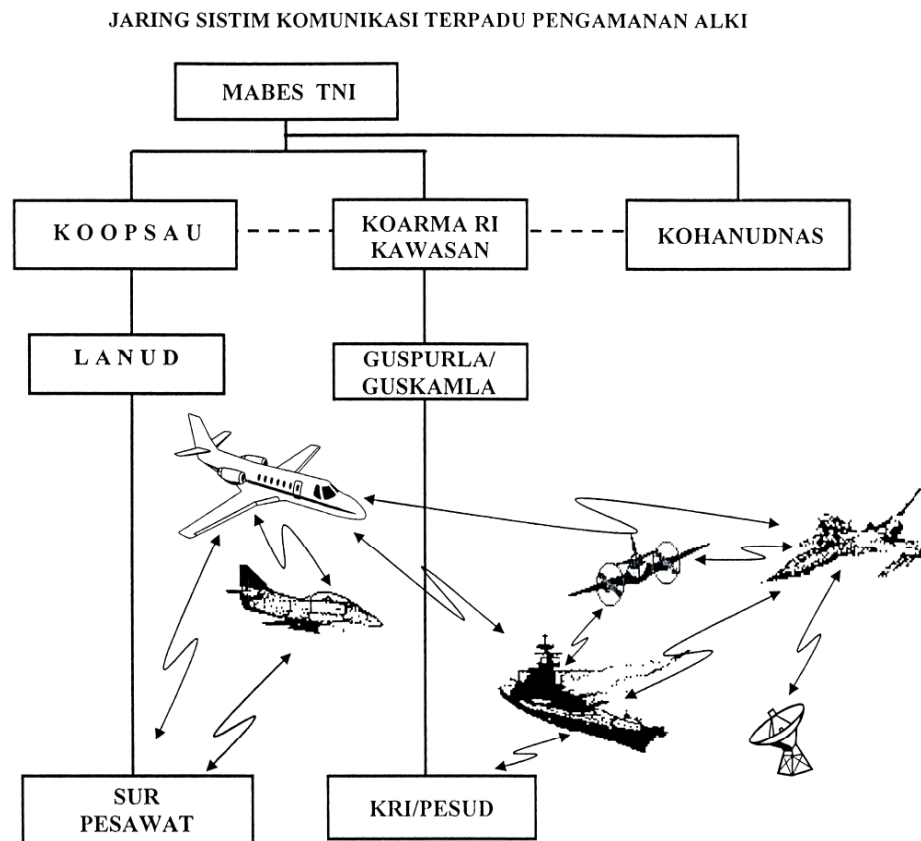 JARING SISTIM KOMUNIKASI TERPADU PENGAMANAN ALKI
MABES TNI
K O O P S A U
KOARMA RI
KAWASAN
KOHANUDNAS
L A N U D
GUSPURLA/
GUSKAMLA
SUR
PESAWAT
KRI/PESUD